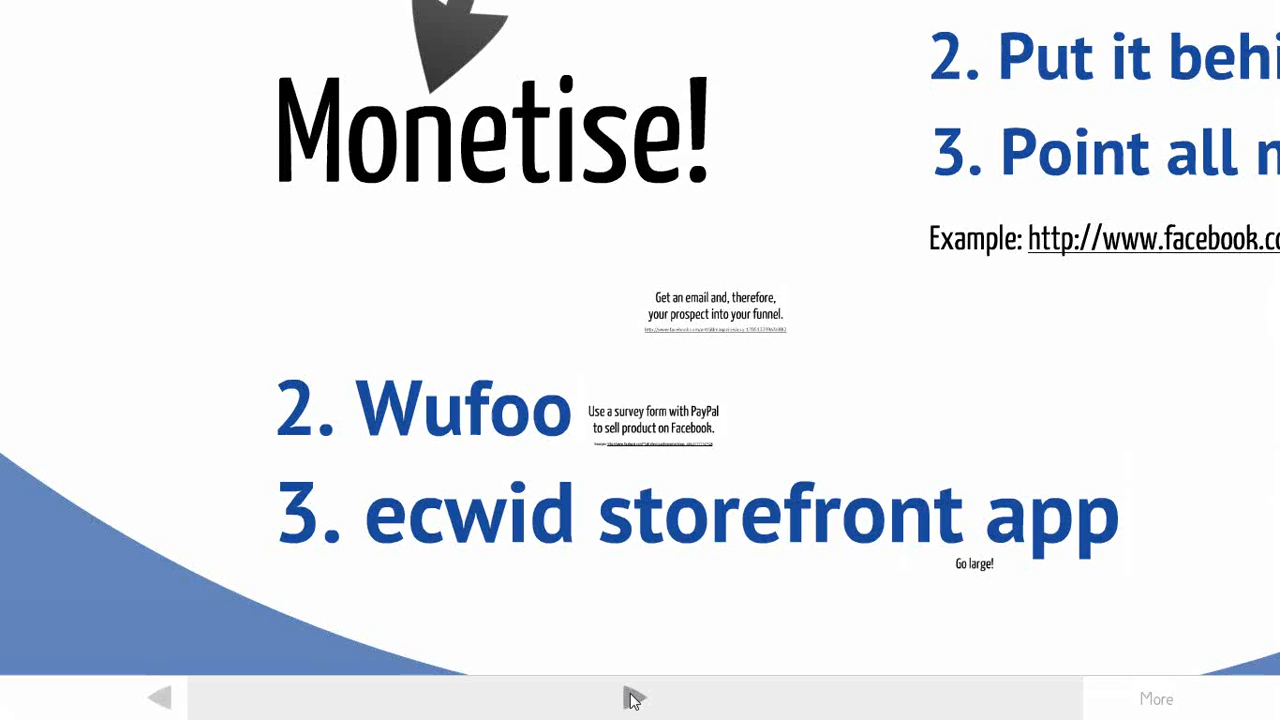 Monetise!
2. Put it behi
3. Point all
Example: http://www.facebook.co
Get an email and, therefore,
your prospect into your funnel.
2. Wufoo
Use a survey form with PayPal
to sell product on Facebook.
3. ecwid storefront app
Go large!
More